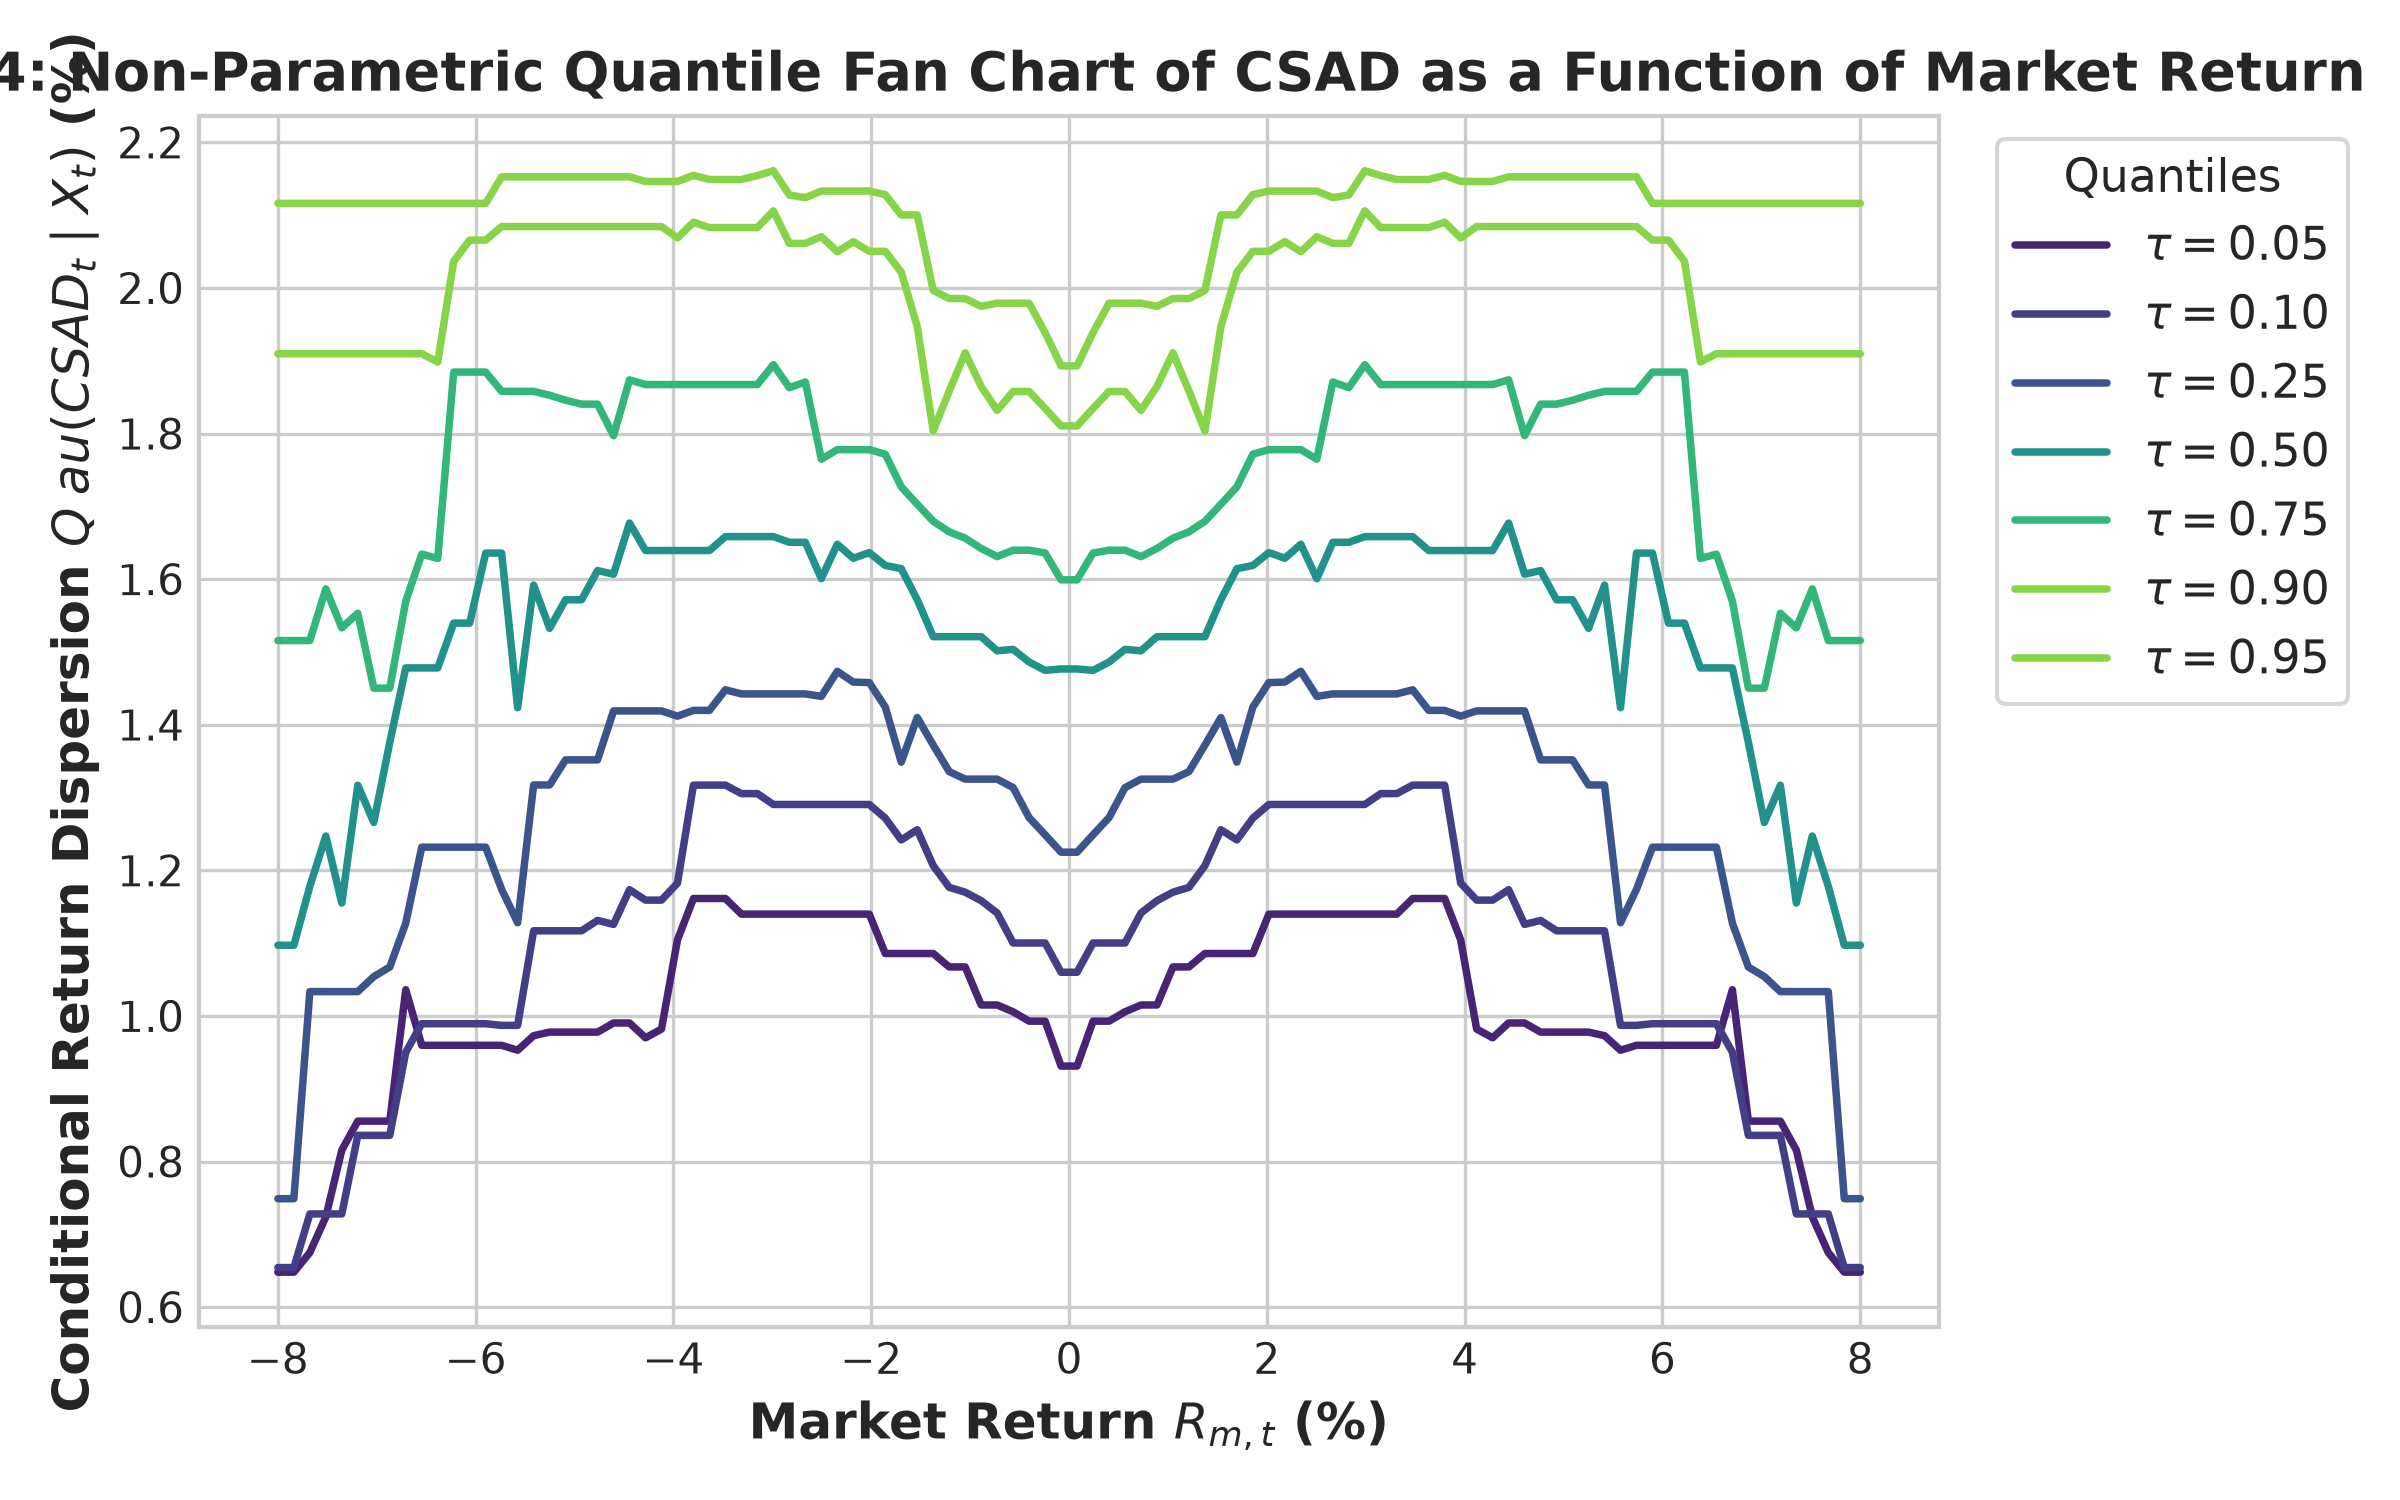 4: Non-Parametric Quantile Fan Chart of CSAD as a Function of Market Return
Conditional Return Dispersion Q au(CSAD_t | X_t) (%)
2.2
2.0
1.8
1.6
1.4
1.2
1.0
0.8
0.6
−8 −6 −4 −2 0 2 4 6 8
Market Return R_{m, t} (%)
Quantiles
τ = 0.05
τ = 0.10
τ = 0.25
τ = 0.50
τ = 0.75
τ = 0.90
τ = 0.95